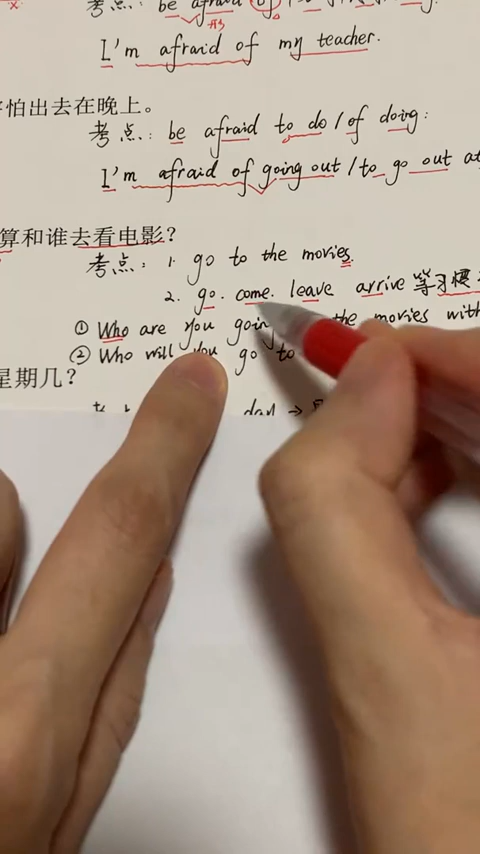 考点: be afraid of
I'm afraid of my teacher.
怕出去在晚上。
考点: be afraid to do / of doing:
I'm afraid of going out / to go out at
算和谁去看电影?
考点: 1. go to the movies.
2. go. come. leave arrive 等习惯
① Who are you going the movies with
② Who will you go to
星期几?